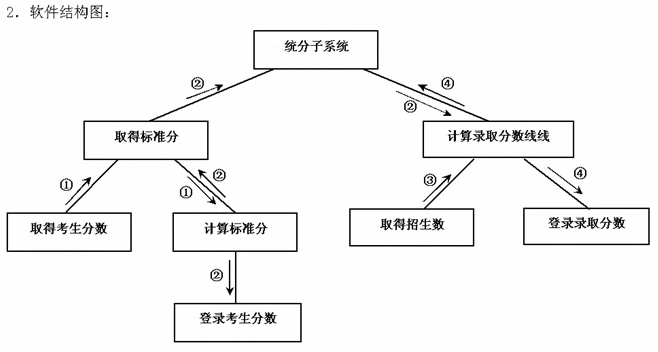 2. 软件结构图：
统分子系统
② ④
②
取得标准分 计算录取分数线线
① ① ② ③ ④
取得考生分数 计算标准分 取得招生数 登录录取分数
②
登录考生分数